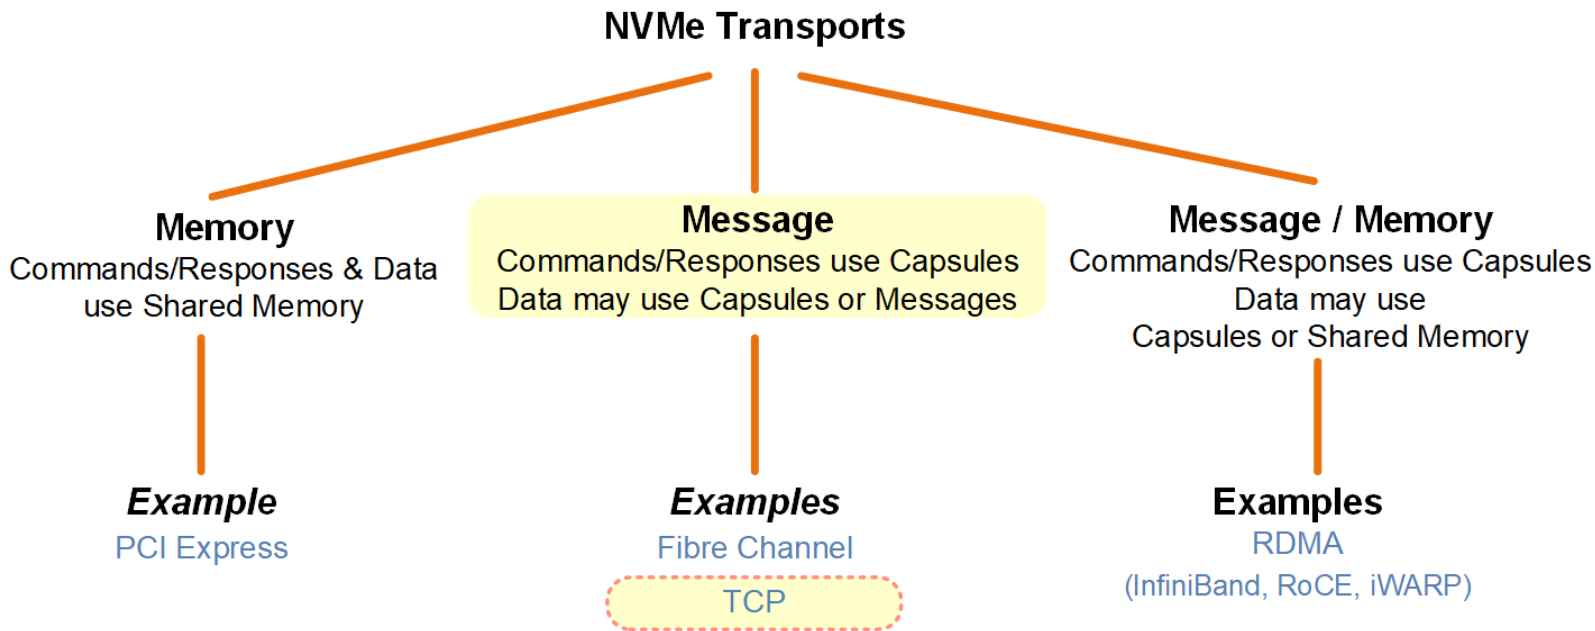 NVMe Transports
Memory
Commands/Responses & Data
use Shared Memory
Message
Commands/Responses use Capsules
Data may use Capsules or Messages
Message / Memory
Commands/Responses use Capsules
Data may use
Capsules or Shared Memory
Example
PCI Express
Examples
Fibre Channel
TCP
Examples
RDMA
(InfiniBand, RoCE, iWARP)